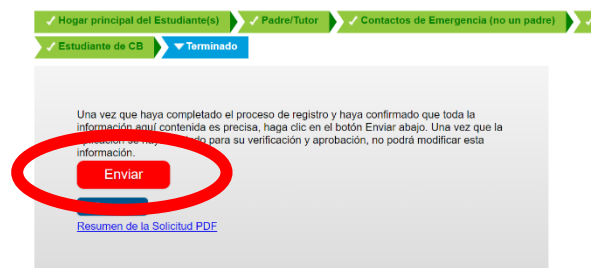 ✓ Hogar principal del Estudiante(s) ✓ Padre/Tutor ✓ Contactos de Emergencia (no un padre) ✓
✓ Estudiante de CB ▼ Terminado
Una vez que haya completado el proceso de registro y haya confirmado que toda la
información aquí contenida es precisa, haga clic en el botón Enviar abajo. Una vez que la
para su verificación y aprobación, no podrá modificar esta
información.
Enviar
Resumen de la Solicitud PDF